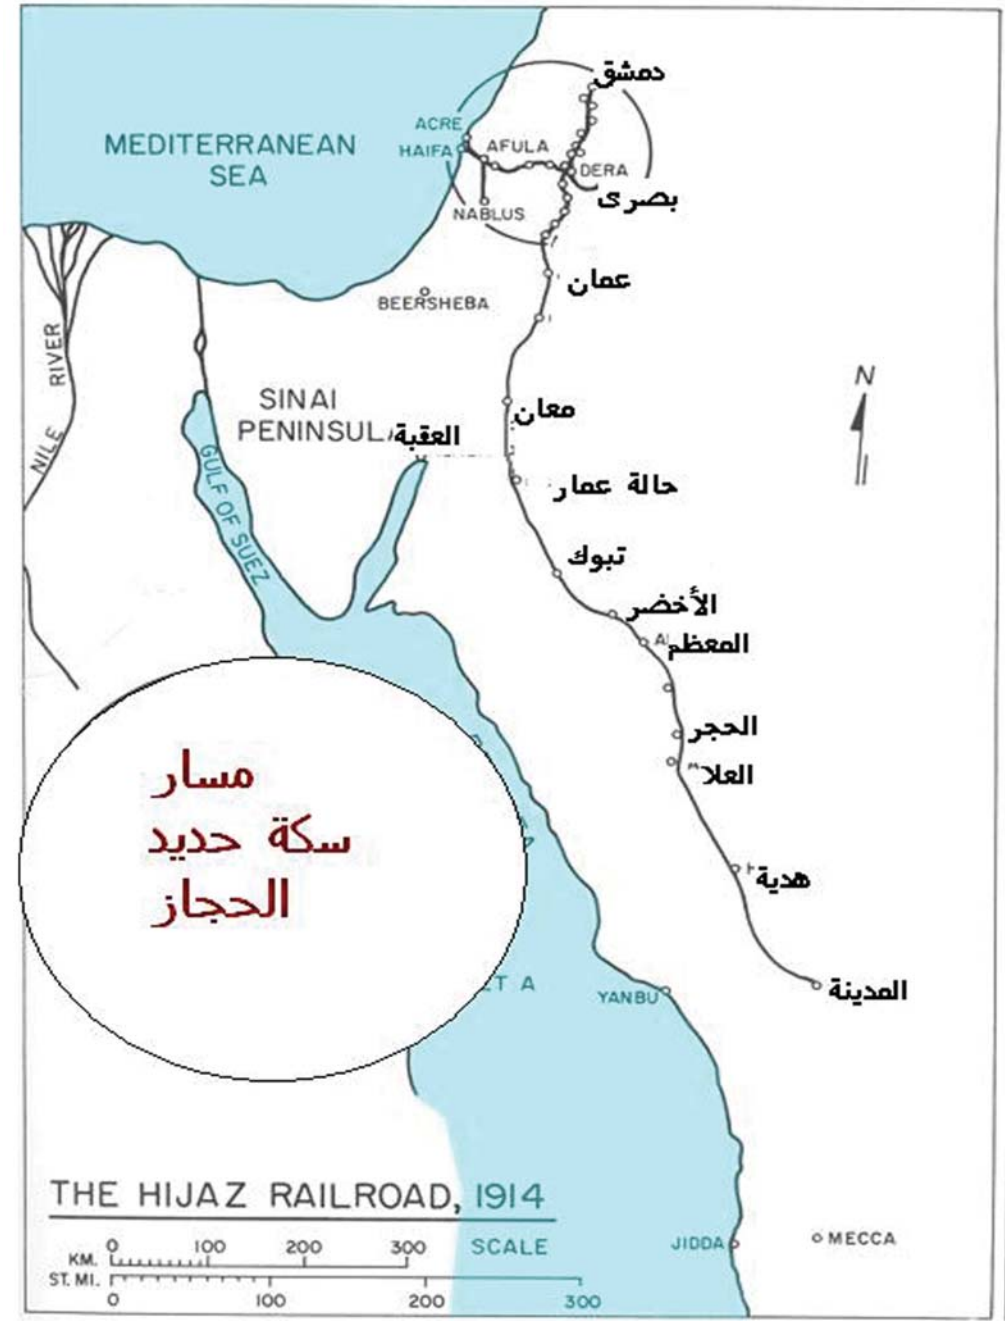 دمشق
ACRE
HAIFA
AFULA
DERA
MEDITERRANEAN
SEA
بصرى
NABLUS
عمان
BEERSHEBA
NILE RIVER
N
SINAI
PENINSUL
معان
العقبة
GULF OF SUEZ
حالة عمار
تبوك
الأخضر
المعظم
الحجر
العلا
مسار
سكة حديد
الحجاز
هدية
المدينة
YANBU
THE HIJAZ RAILROAD, 1914
JIDDA
MECCA
SCALE
KM. 0 100 200 300
ST. MI.
0 100 200 300